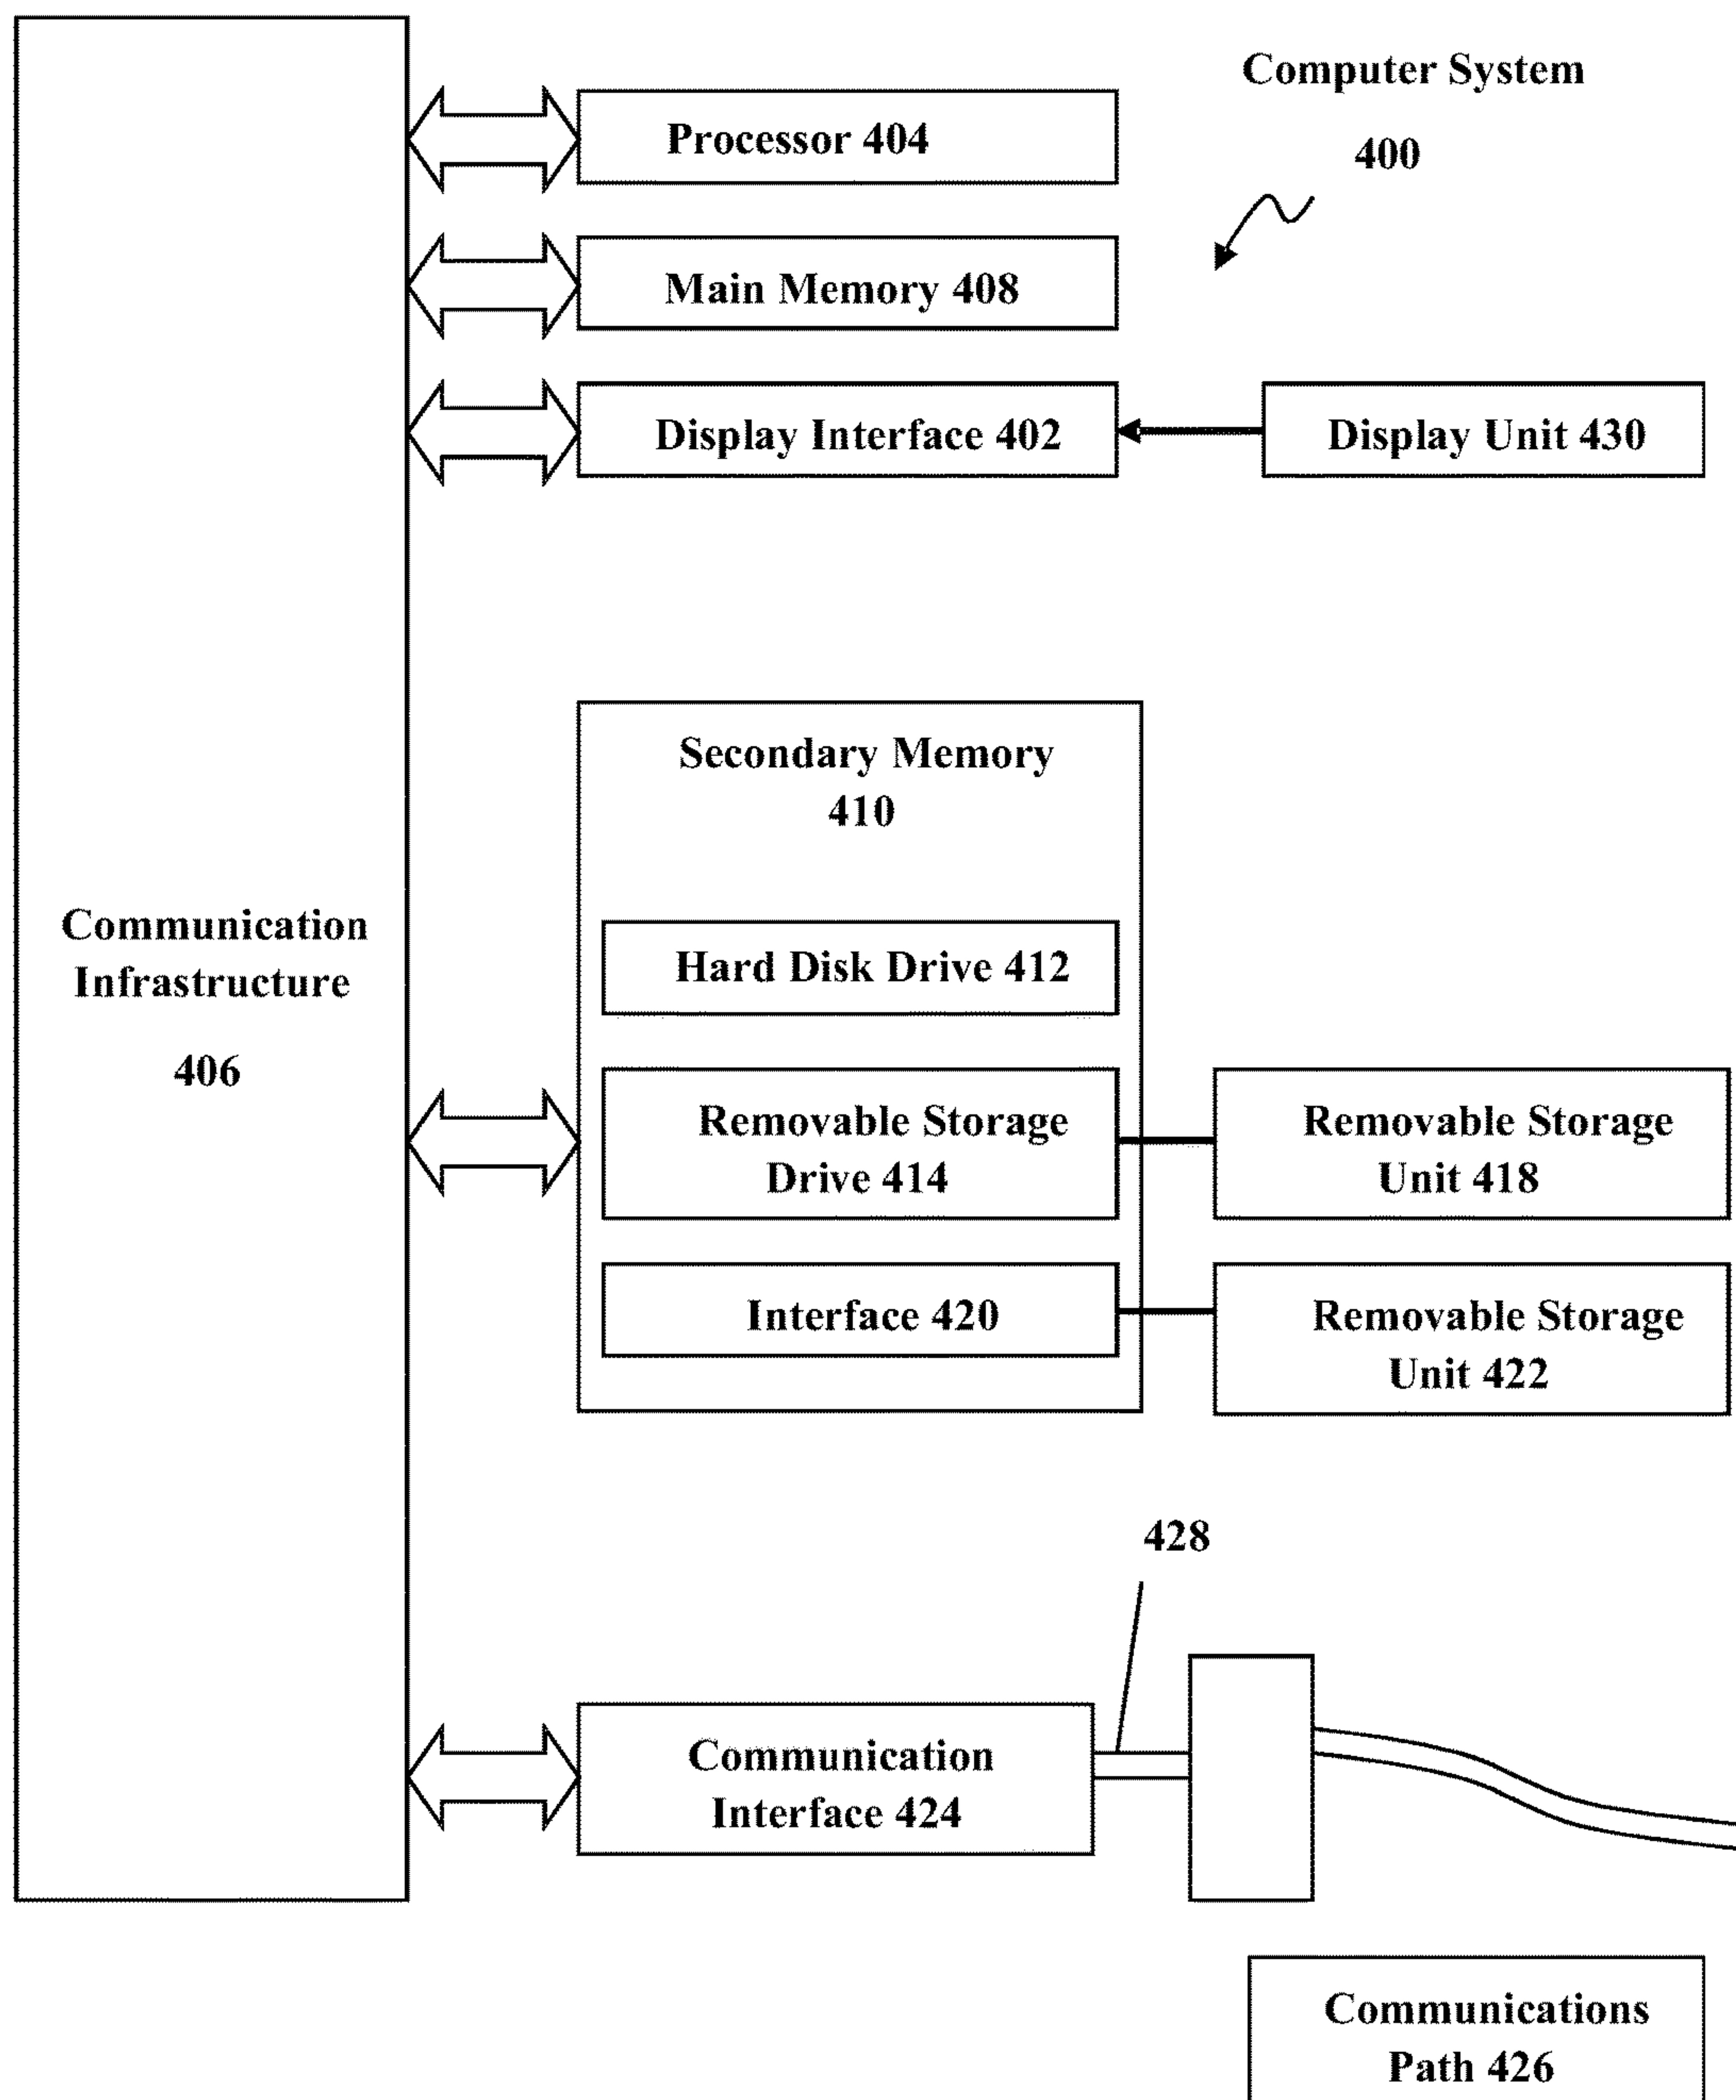 Computer System
400
Processor 404
Main Memory 408
Display Interface 402
Display Unit 430
Secondary Memory
410
Communication
Infrastructure
406
Hard Disk Drive 412
Removable Storage
Drive 414
Removable Storage
Unit 418
Interface 420
Removable Storage
Unit 422
428
Communication
Interface 424
Communications
Path 426